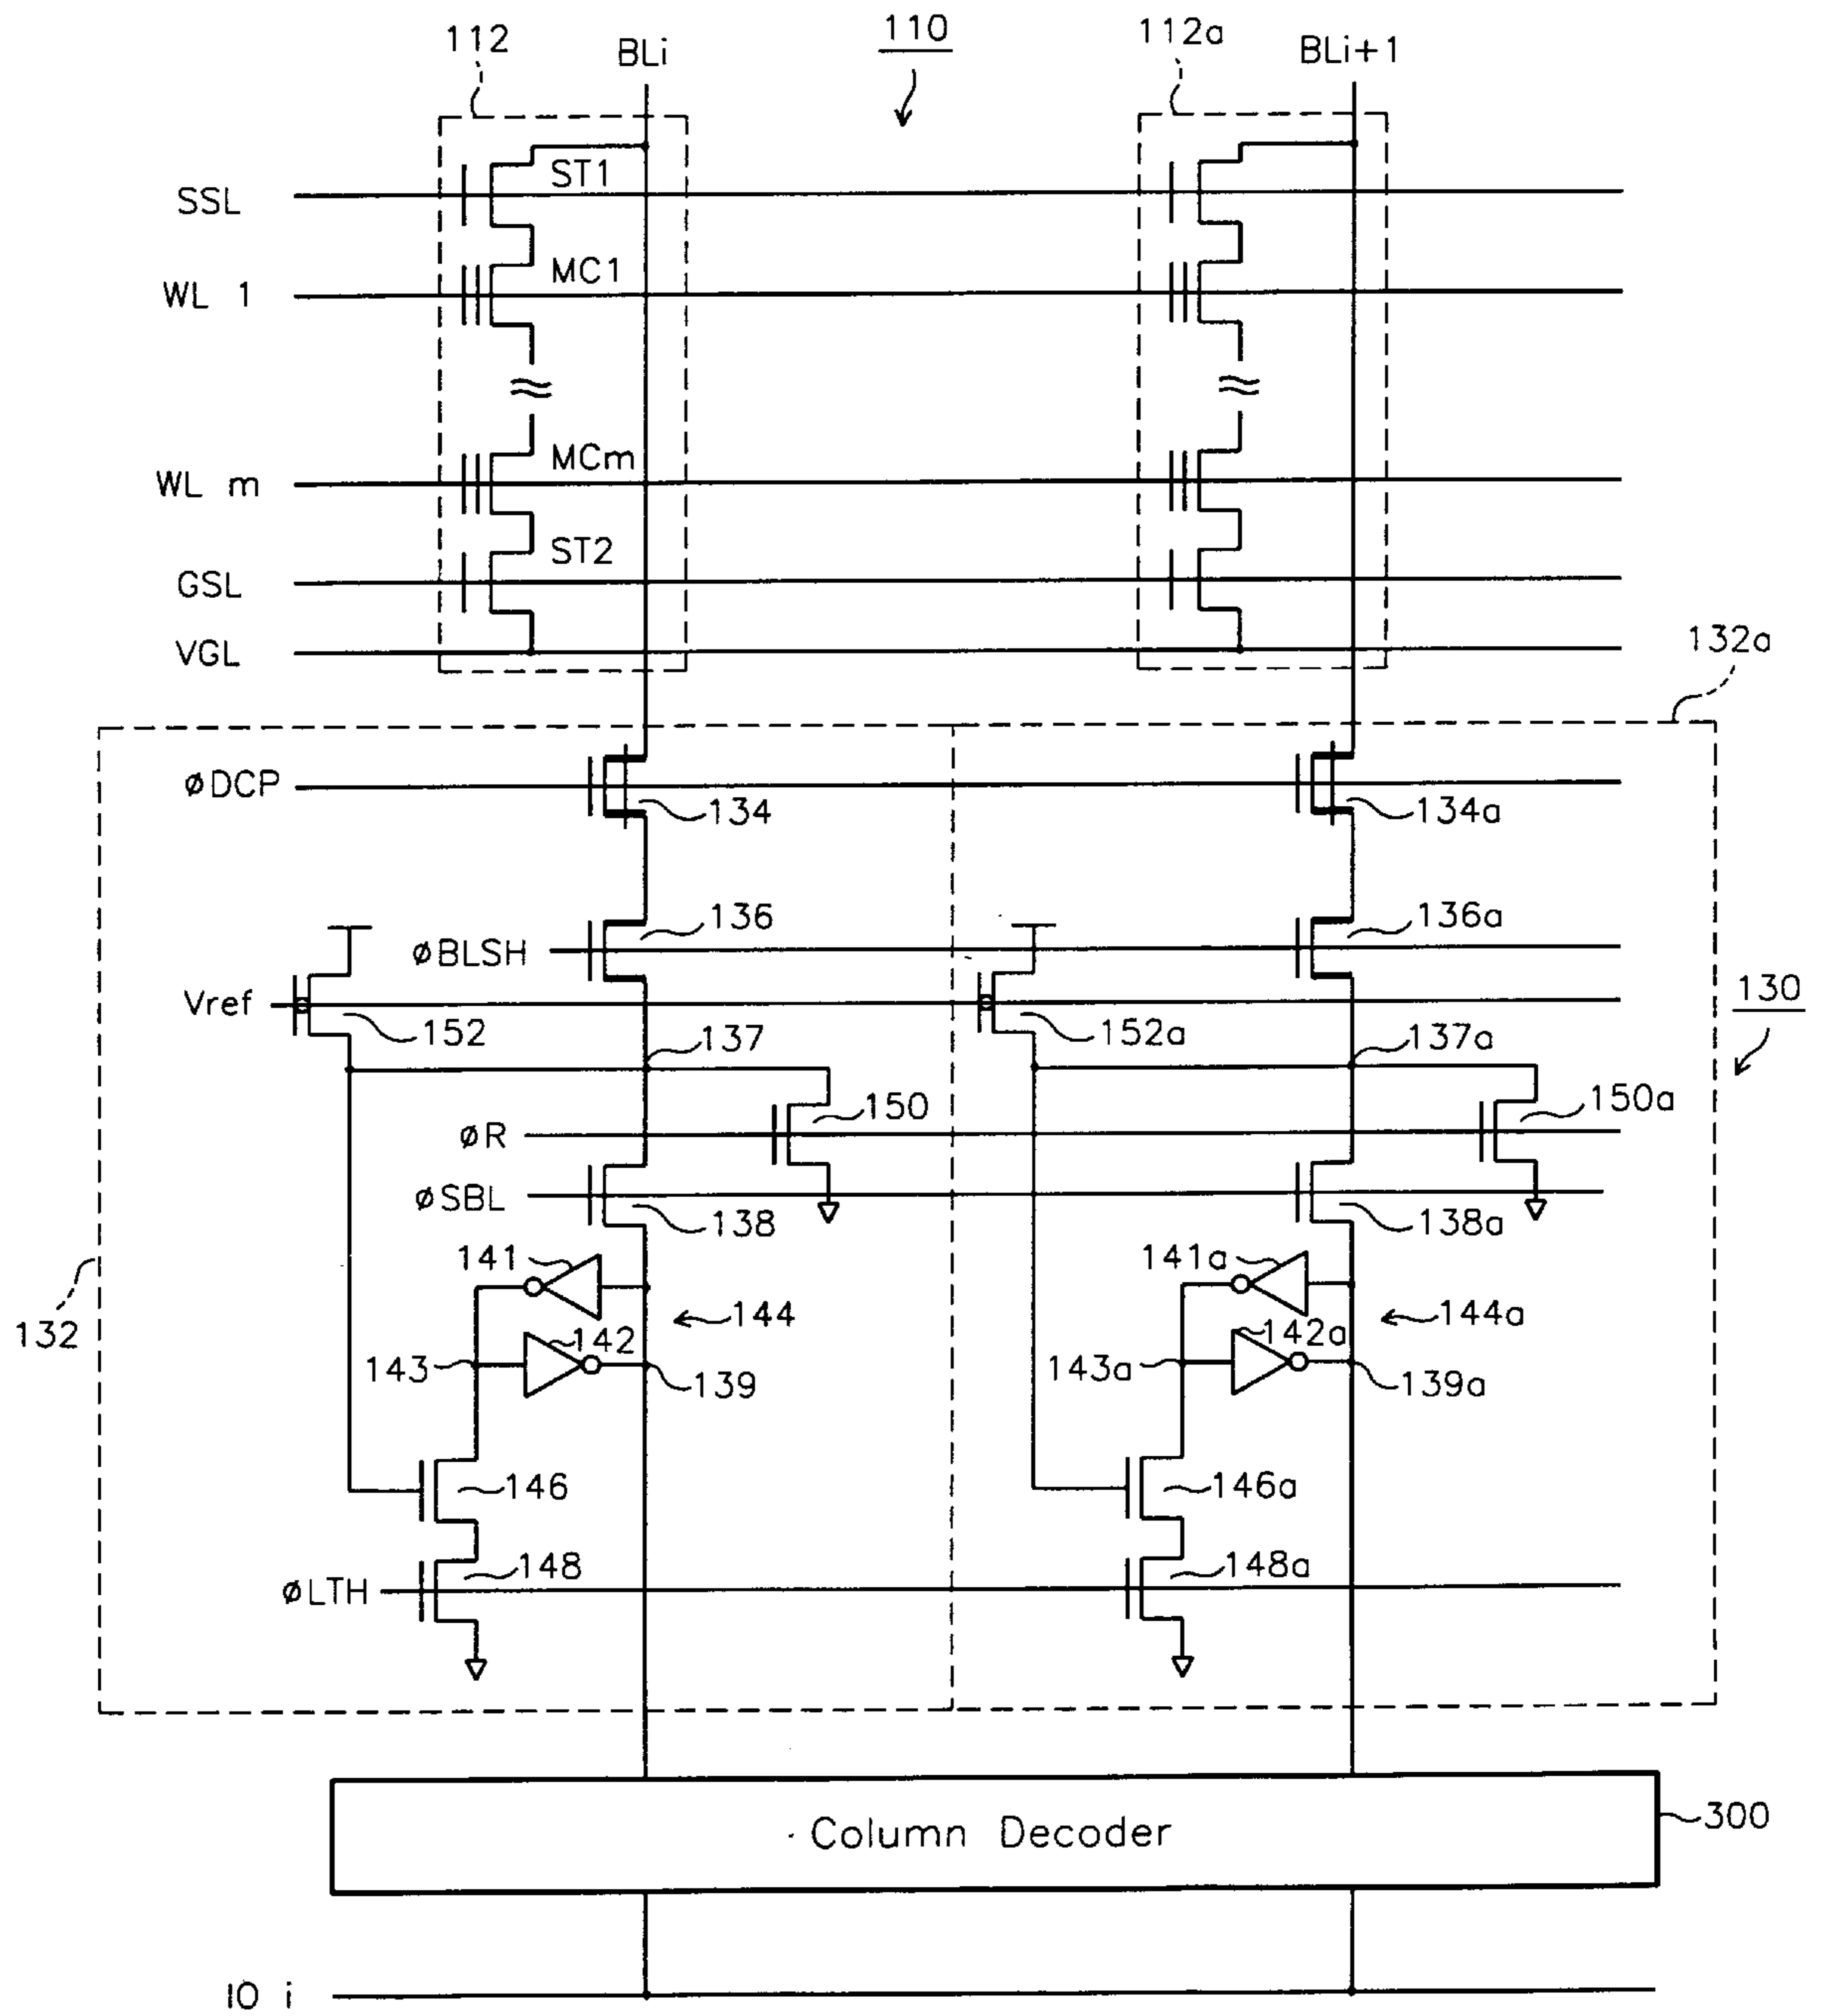 112 BLi 110 112a BLi+1
SSL ST1
WL 1 MC1
WL m MCm
GSL ST2
VGL
132a
øDCP 134 134a
øBLSH 136 136a
Vref 152 152a 130
137 137a
øR 150 150a
øSBL 138 138a
141 144 141a 144a
132
143 142 139 143a 142a 139a
146 146a
øLTH 148 148a
Column Decoder 300
IO i